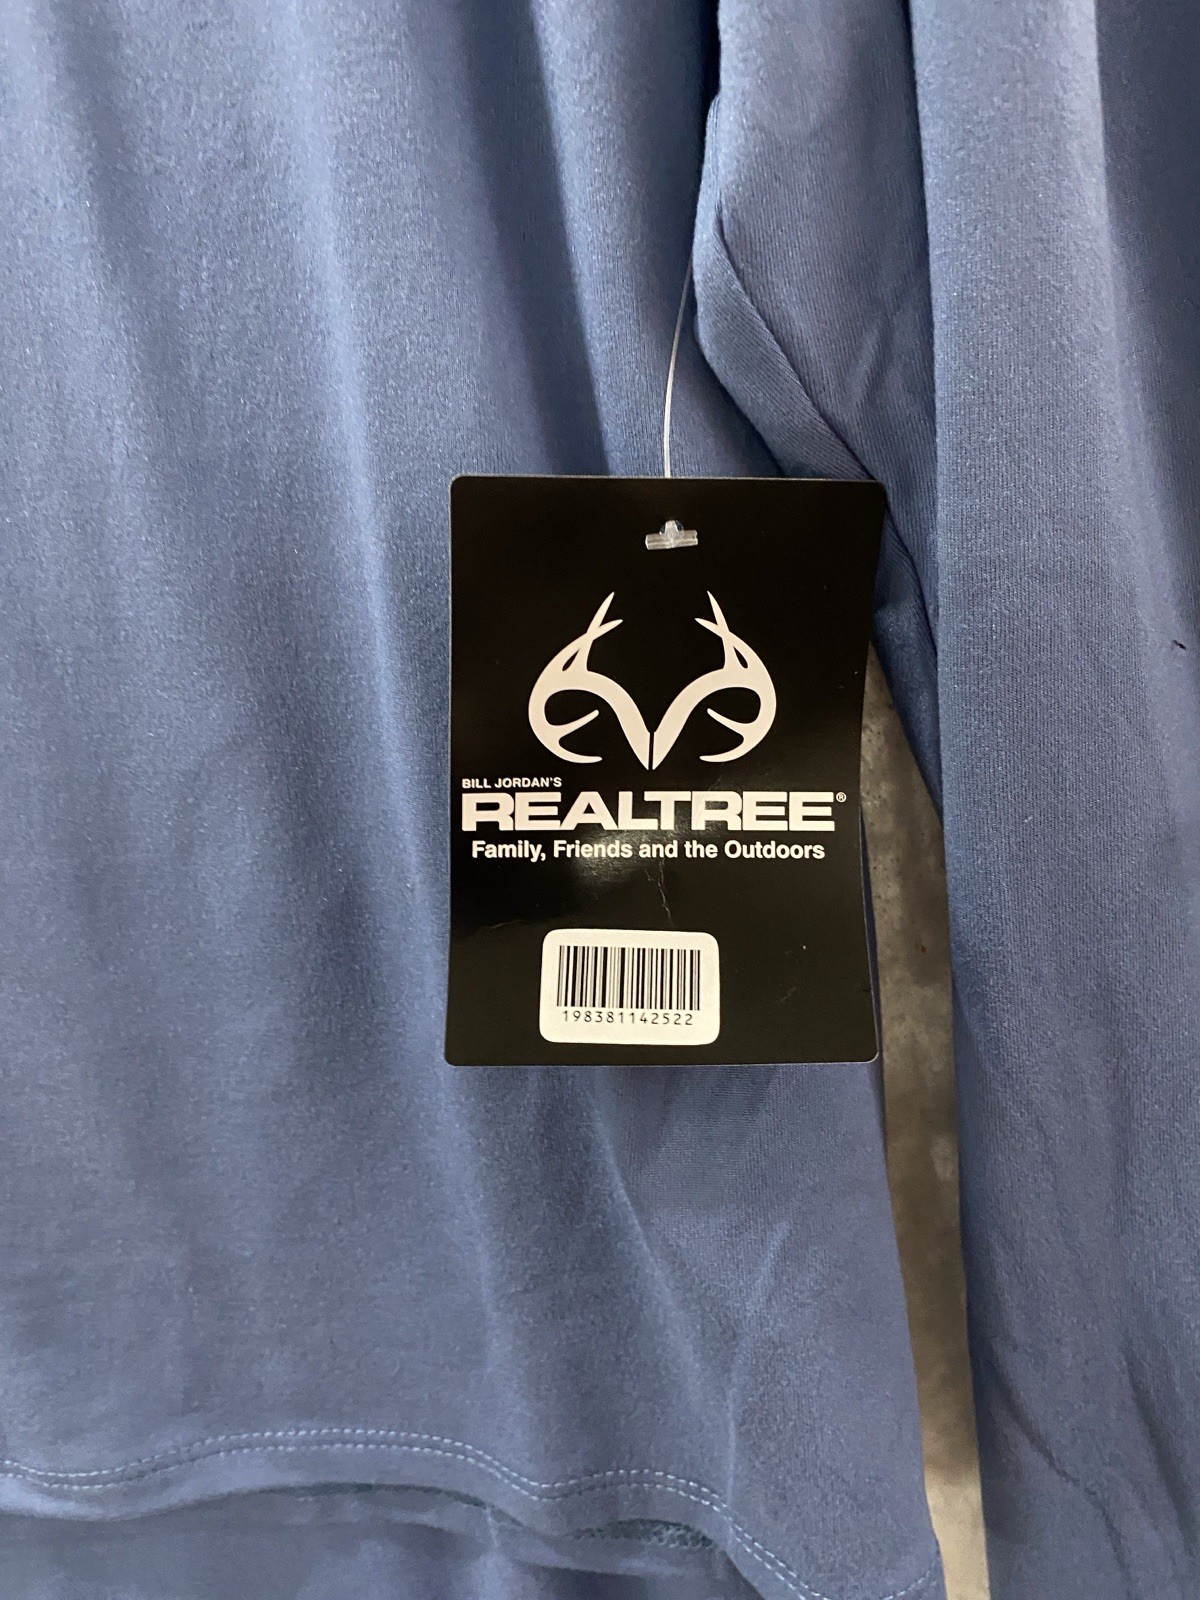 BILL JORDAN'S
REALTREE®
Family, Friends and the Outdoors
198381142522